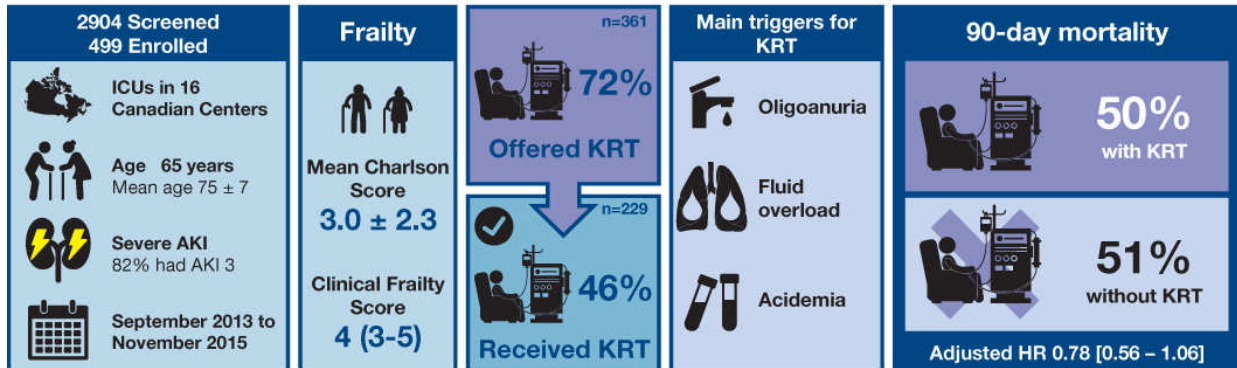 2904 Screened
499 Enrolled
ICUs in 16
Canadian Centers
Age 65 years
Mean age 75 ± 7
Severe AKI
82% had AKI 3
September 2013 to
November 2015
Frailty
Mean Charlson
Score
3.0 ± 2.3
Clinical Frailty
Score
4 (3-5)
n=361
72%
Offered KRT
n=229
46%
Received KRT
Main triggers for
KRT
Oligoanuria
Fluid
overload
Acidemia
90-day mortality
50%
with KRT
51%
without KRT
Adjusted HR 0.78 [0.56 – 1.06]